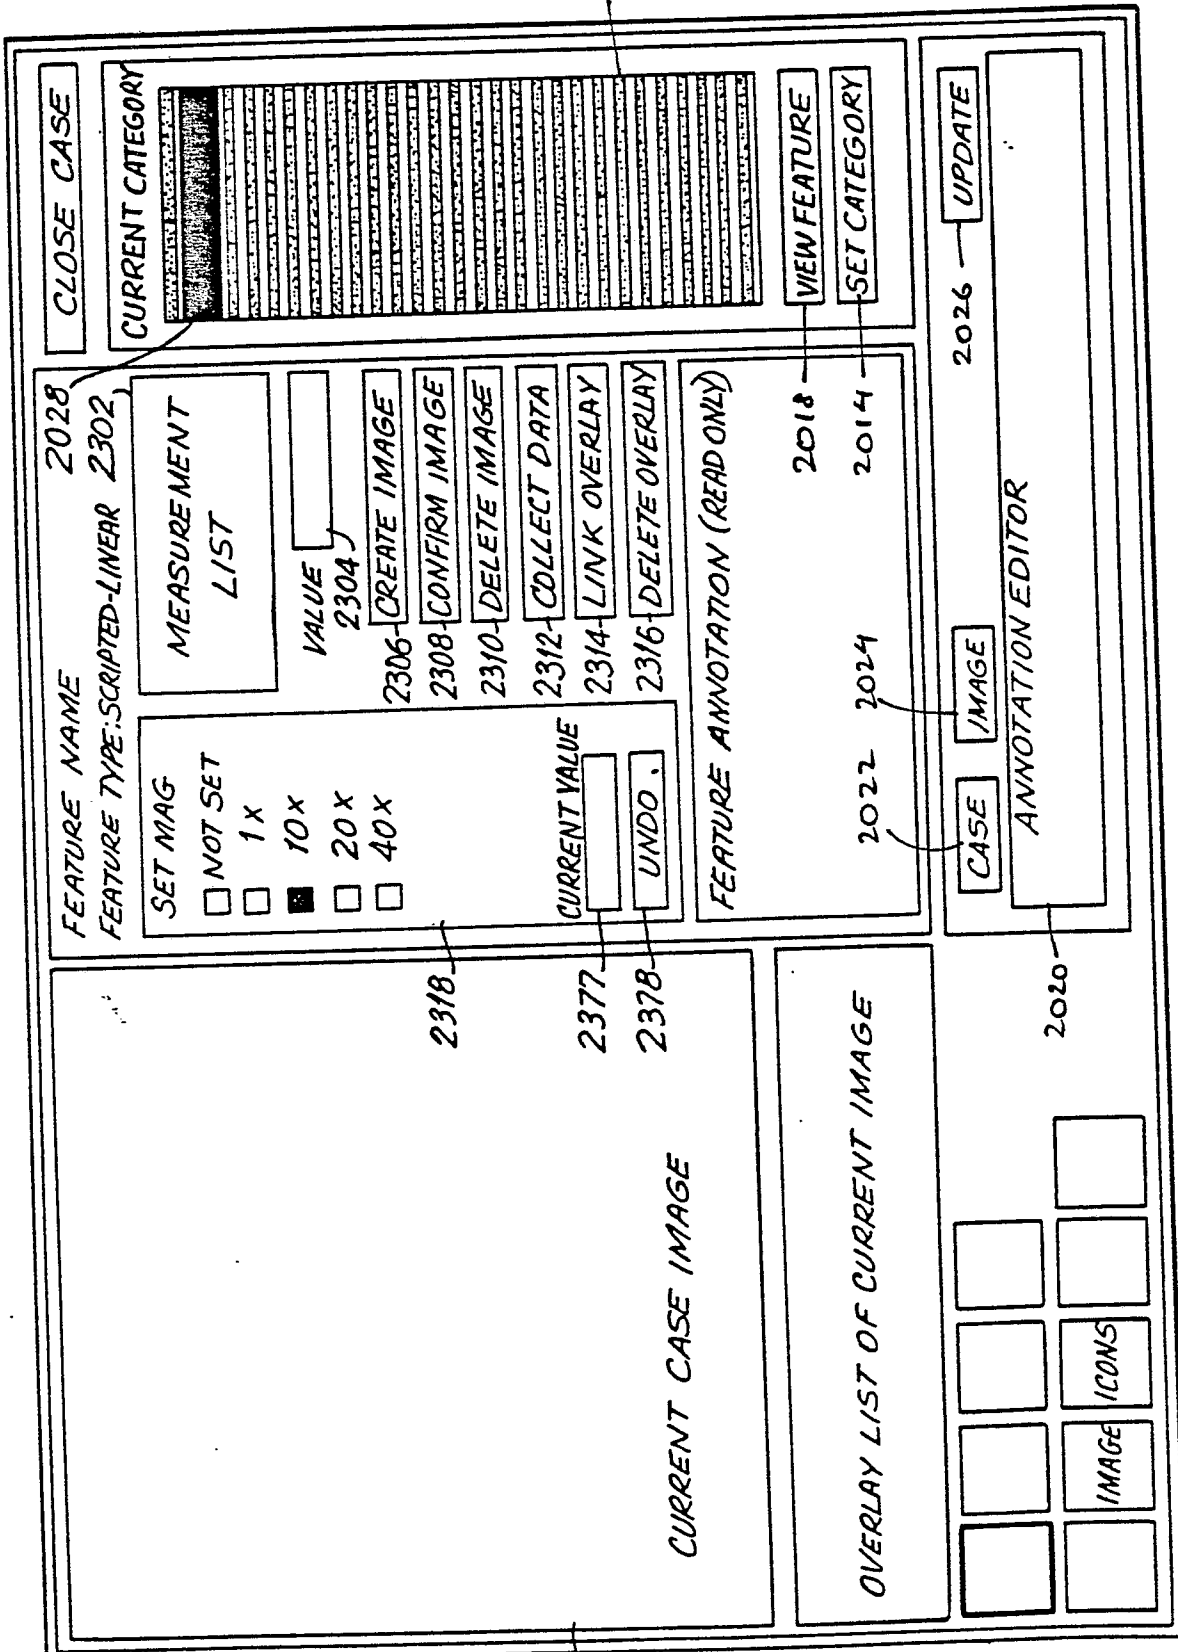 FEATURE NAME
2028
CLOSE CASE
FEATURE TYPE:SCRIPTED-LINEAR 2302
CURRENT CATEGORY
SET MAG
NOT SET
1X
10X
20X
40X
MEASUREMENT
LIST
VALUE
2304
2306 CREATE IMAGE
2308 CONFIRM IMAGE
2310 DELETE IMAGE
2312 COLLECT DATA
2314 LINK OVERLAY
2316 DELETE OVERLAY
2318
CURRENT VALUE
2377
2378
UNDO.
CURRENT CASE IMAGE
FEATURE ANNOTATION (READ ONLY)
2018
VIEW FEATURE
2014
SET CATEGORY
2022
2024
OVERLAY LIST OF CURRENT IMAGE
CASE
IMAGE
2026
UPDATE
ANNOTATION EDITOR
2020
IMAGE
ICONS